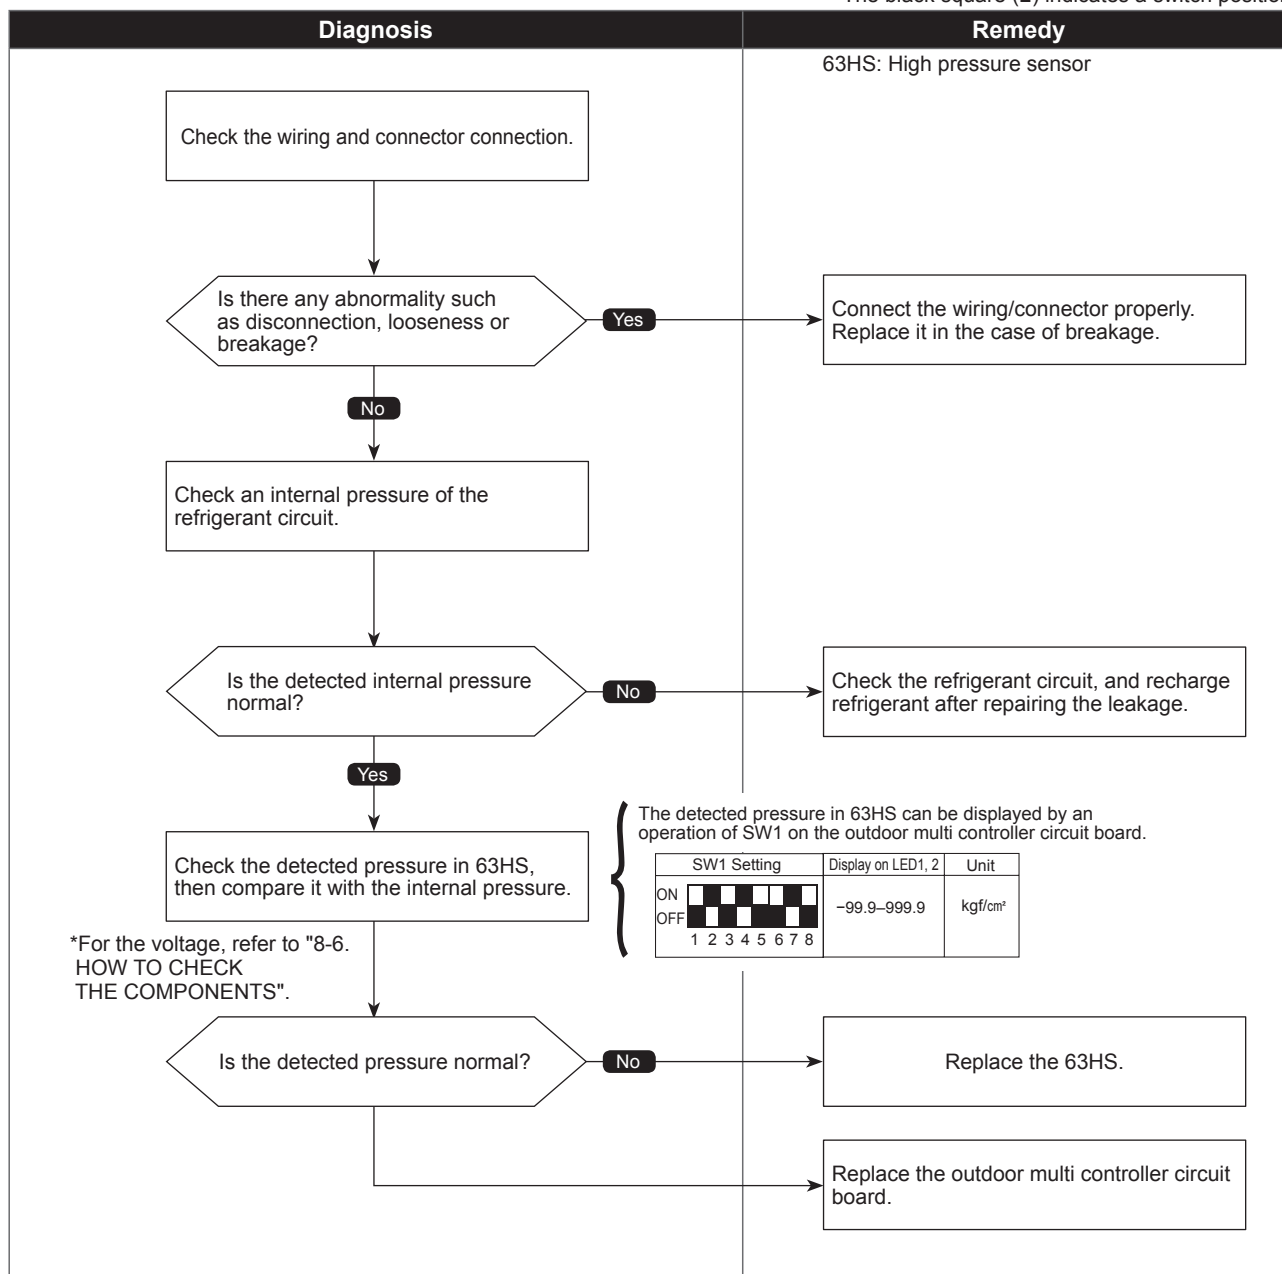 The black square (■) indicates a switch position
Diagnosis
Remedy
63HS: High pressure sensor
Check the wiring and connector connection.
Is there any abnormality such
as disconnection, looseness or
breakage?
Yes
Connect the wiring/connector properly.
Replace it in the case of breakage.
No
Check an internal pressure of the
refrigerant circuit.
Is the detected internal pressure
normal?
No
Check the refrigerant circuit, and recharge
refrigerant after repairing the leakage.
Yes
The detected pressure in 63HS can be displayed by an
operation of SW1 on the outdoor multi controller circuit board.
Check the detected pressure in 63HS,
then compare it with the internal pressure.
SW1 Setting Display on LED1, 2 Unit
ON
OFF
−99.9–999.9 kgf/cm²
1 2 3 4 5 6 7 8
*For the voltage, refer to "8-6.
HOW TO CHECK
THE COMPONENTS".
Is the detected pressure normal?
No
Replace the 63HS.
Replace the outdoor multi controller circuit
board.